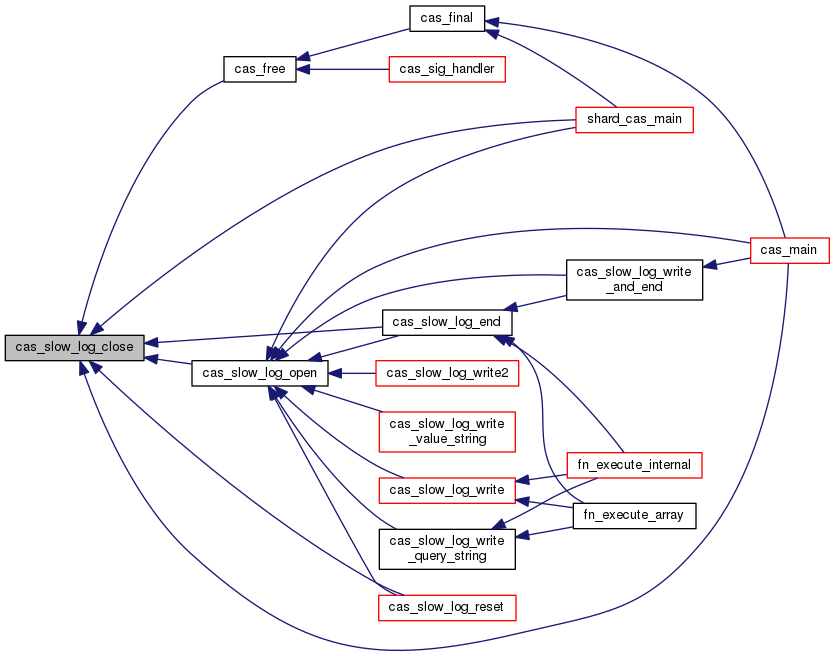 cas_final
cas_free
cas_sig_handler
shard_cas_main
cas_main
cas_slow_log_write
_and_end
cas_slow_log_end
cas_slow_log_close
cas_slow_log_open
cas_slow_log_write2
cas_slow_log_write
_value_string
fn_execute_internal
cas_slow_log_write
fn_execute_array
cas_slow_log_write
_query_string
cas_slow_log_reset